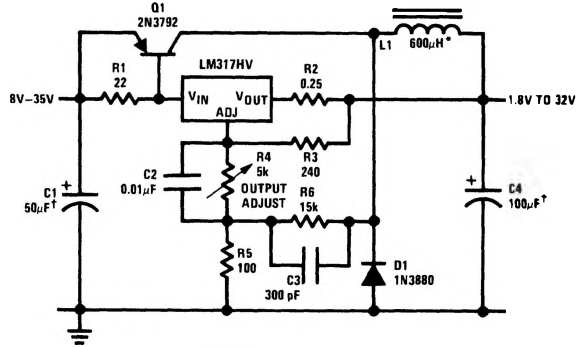 Q1
2N3792
L1
600μH*
LM317HV
R1
22
R2
0.25
8V–35V
VIN
VOUT
ADJ
1.8V TO 32V
R4
5k
OUTPUT
ADJUST
R3
240
C2
0.01μF
R6
15k
C1
50μF†
+
C4
100μF†
+
R5
100
C3
300 pF
D1
1N3880